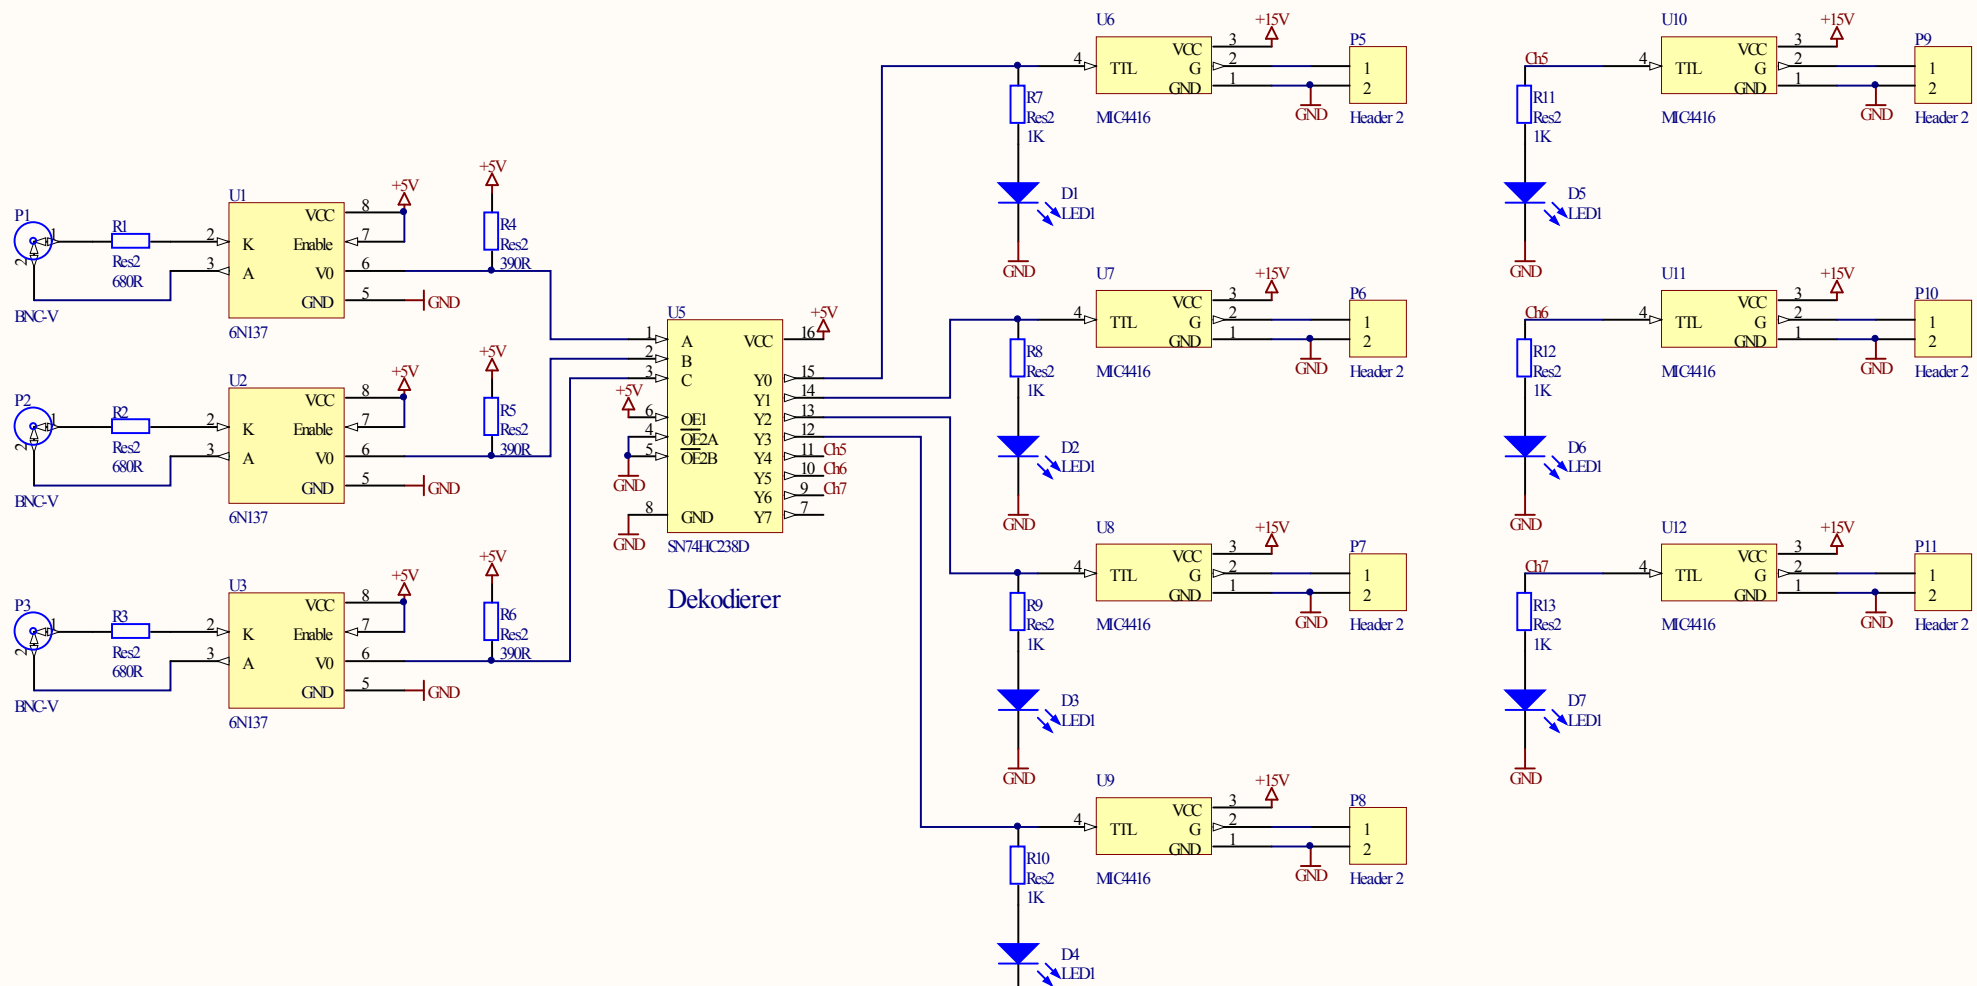 P1
1
2
BNC-V
R1
Res2
680R
U1
2
K
3
A
VCC
8
Enable
7
V0
6
GND
5
6N137
+5V
GND
+5V
R4
Res2
390R
P2
1
2
BNC-V
R2
Res2
680R
U2
2
K
3
A
VCC
8
Enable
7
V0
6
GND
5
6N137
+5V
GND
+5V
R5
Res2
390R
P3
1
2
BNC-V
R3
Res2
680R
U3
2
K
3
A
VCC
8
Enable
7
V0
6
GND
5
6N137
+5V
GND
+5V
R6
Res2
390R
U5
1
A
2
B
3
C
+5V
6
OE1
4
OE2A
5
OE2B
GND
8
GND
GND
VCC
16
+5V
Y0
15
Y1
14
Y2
13
Y3
12
Y4
11
Ch5
Y5
10
Ch6
Y6
9
Ch7
Y7
7
SN74HC238D
Dekodierer
U6
4
TTL
VCC
3
+15V
G
2
GND
1
GND
MIC4416
P5
1
2
Header 2
R7
Res2
1K
D1
LED1
GND
U7
4
TTL
VCC
3
+15V
G
2
GND
1
GND
MIC4416
P6
1
2
Header 2
R8
Res2
1K
D2
LED1
GND
U8
4
TTL
VCC
3
+15V
G
2
GND
1
GND
MIC4416
P7
1
2
Header 2
R9
Res2
1K
D3
LED1
GND
U9
4
TTL
VCC
3
+15V
G
2
GND
1
GND
MIC4416
P8
1
2
Header 2
R10
Res2
1K
D4
LED1
Ch5
U10
4
TTL
VCC
3
+15V
G
2
GND
1
GND
MIC4416
P9
1
2
Header 2
R11
Res2
1K
D5
LED1
GND
Ch6
U11
4
TTL
VCC
3
+15V
G
2
GND
1
GND
MIC4416
P10
1
2
Header 2
R12
Res2
1K
D6
LED1
GND
Ch7
U12
4
TTL
VCC
3
+15V
G
2
GND
1
GND
MIC4416
P11
1
2
Header 2
R13
Res2
1K
D7
LED1
GND